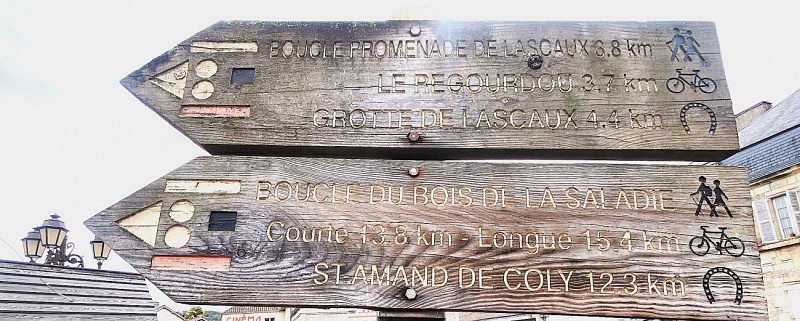 BOUCLE PROMENADE DE LASCAUX 3.8 km
LE REGOURDOU 3.7 km
GROTTE DE LASCAUX 4.4 km
BOUCLE DU BOIS DE LA SALADIE
Courte 13.8 km - Longue 15.4 km
ST.AMAND DE COLY 12.3 km
CINEMA